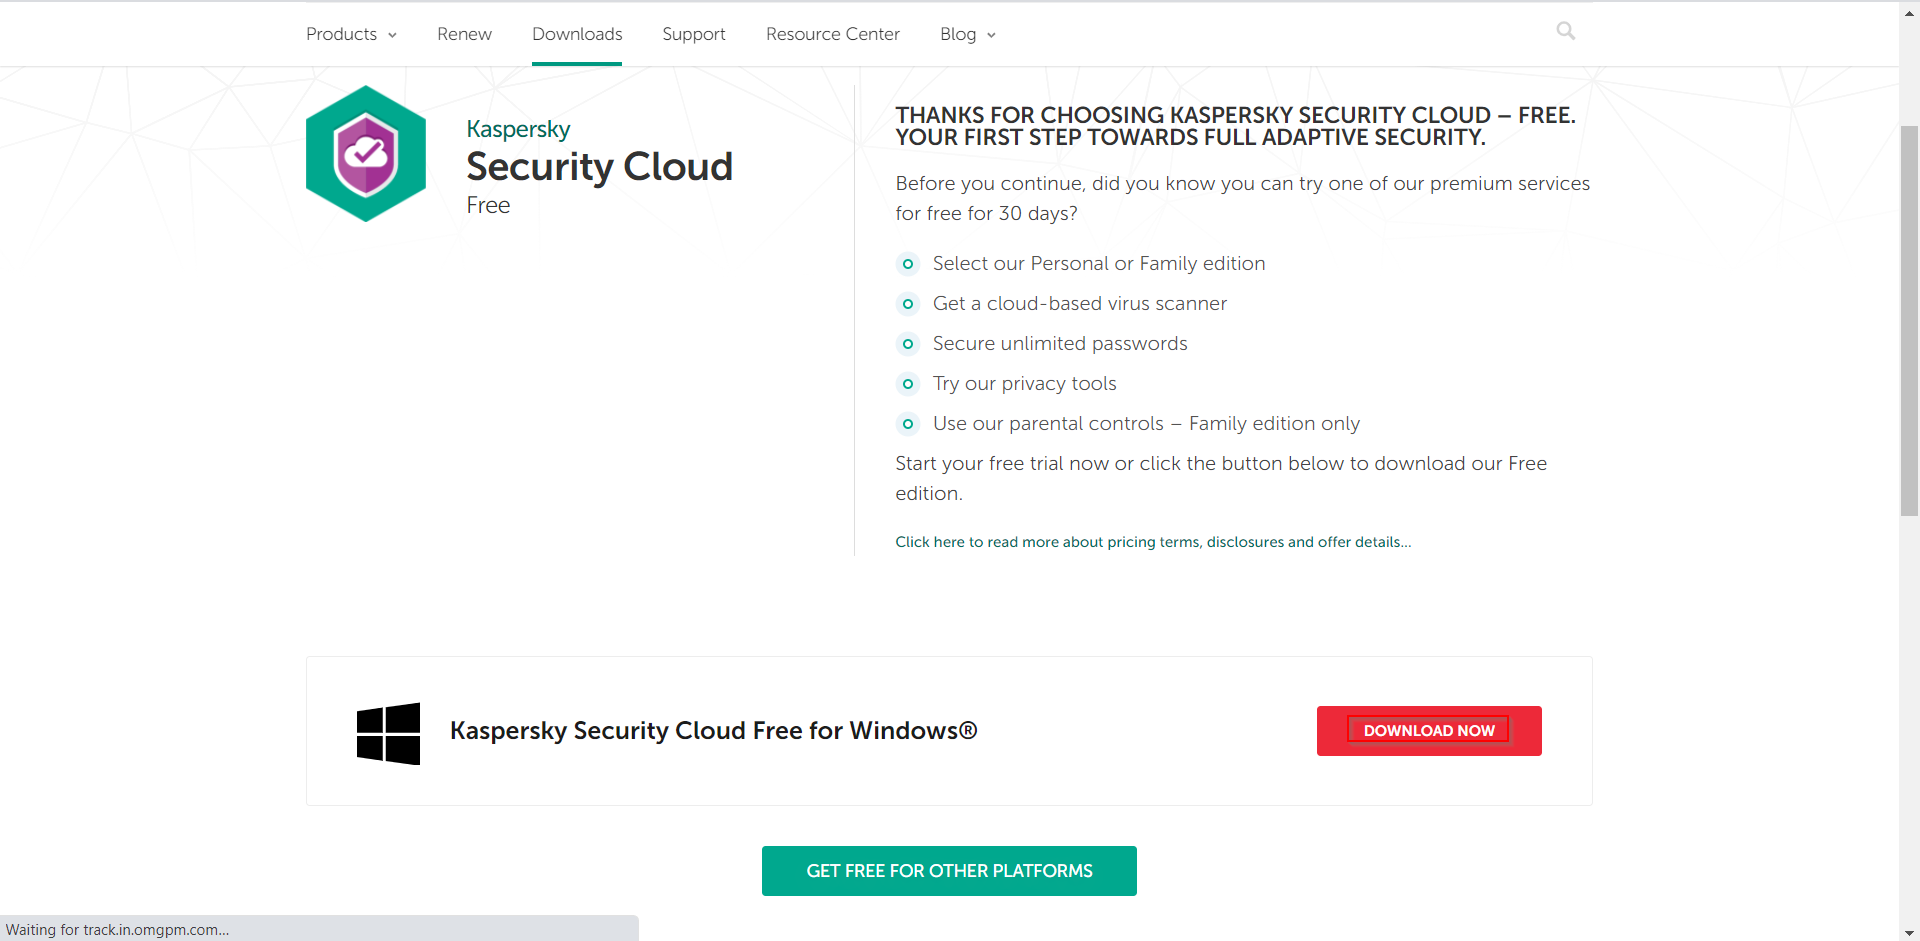 Products
Renew
Downloads
Support
Resource Center
Blog
Kaspersky
Security Cloud
Free
THANKS FOR CHOOSING KASPERSKY SECURITY CLOUD – FREE.
YOUR FIRST STEP TOWARDS FULL ADAPTIVE SECURITY.
Before you continue, did you know you can try one of our premium services
for free for 30 days?
Select our Personal or Family edition
Get a cloud-based virus scanner
Secure unlimited passwords
Try our privacy tools
Use our parental controls – Family edition only
Start your free trial now or click the button below to download our Free
edition.
Click here to read more about pricing terms, disclosures and offer details...
Kaspersky Security Cloud Free for Windows®
DOWNLOAD NOW
GET FREE FOR OTHER PLATFORMS
Waiting for track.in.omgpm.com...